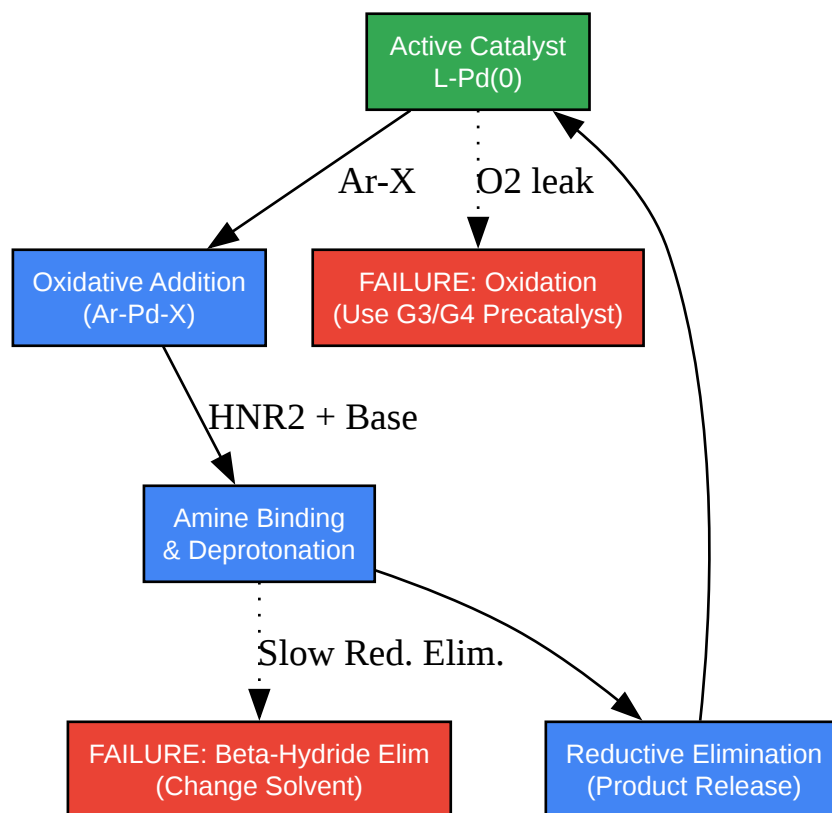 Active Catalyst
L-Pd(0)
Ar-X
O2 leak
Oxidative Addition
(Ar-Pd-X)
FAILURE: Oxidation
(Use G3/G4 Precatalyst)
HNR2 + Base
Amine Binding
& Deprotonation
Slow Red. Elim.
FAILURE: Beta-Hydride Elim
(Change Solvent)
Reductive Elimination
(Product Release)